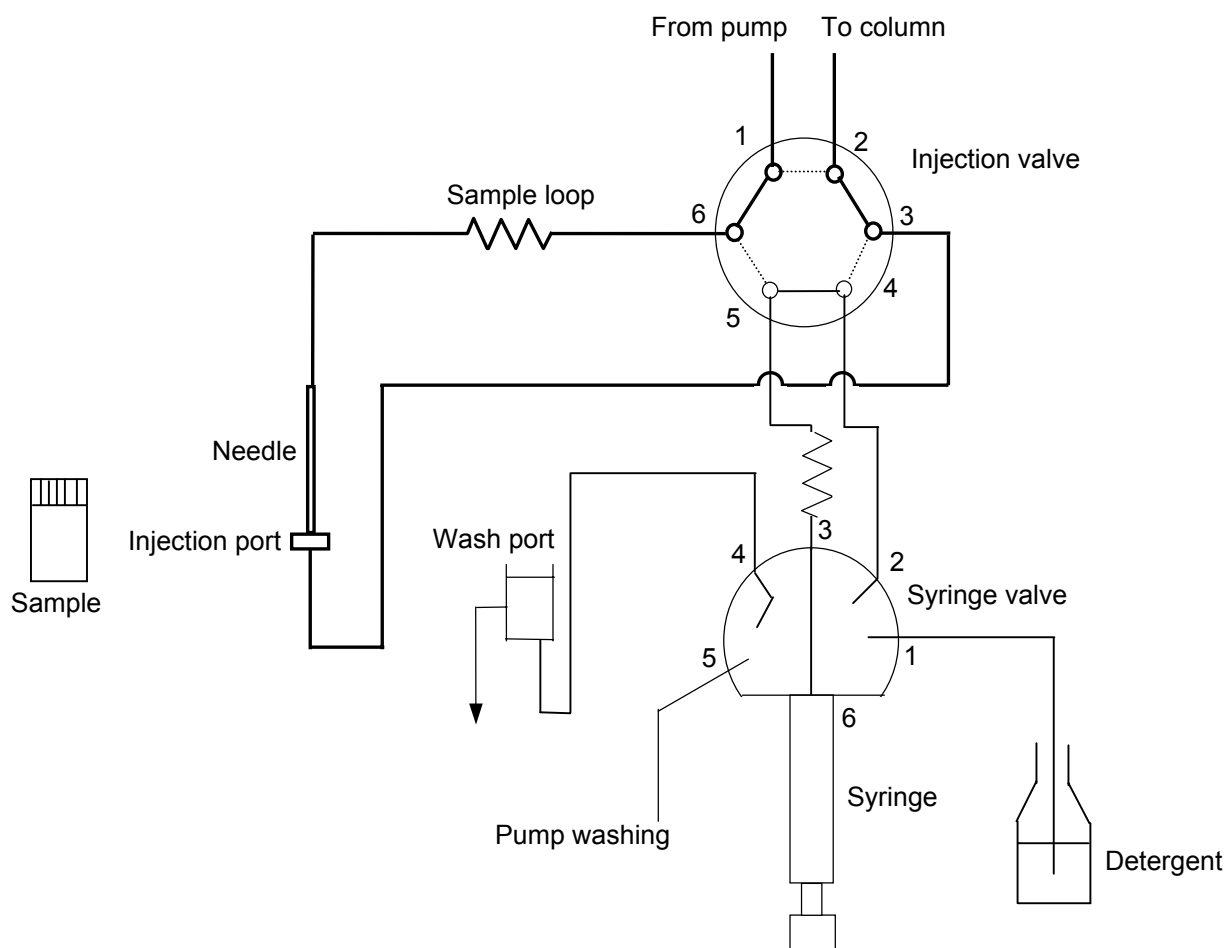 From pump
To column
1
2
Injection valve
Sample loop
6
3
4
5
Needle
Injection port
Wash port
Sample
4
3
2
Syringe valve
5
1
6
Syringe
Pump washing
Detergent